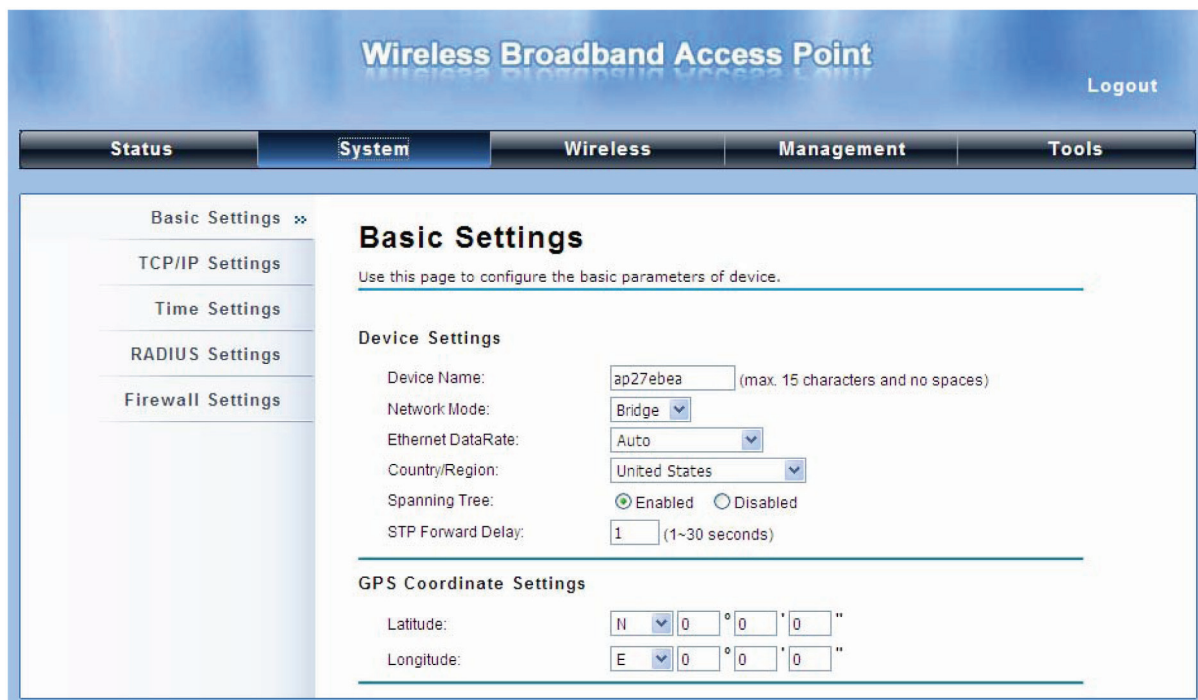 Wireless Broadband Access Point
Logout
Status System Wireless Management Tools
Basic Settings »
TCP/IP Settings
Time Settings
RADIUS Settings
Firewall Settings
Basic Settings
Use this page to configure the basic parameters of device.
Device Settings
Device Name: ap27ebea (max. 15 characters and no spaces)
Network Mode: Bridge
Ethernet DataRate: Auto
Country/Region: United States
Spanning Tree: Enabled Disabled
STP Forward Delay: 1 (1~30 seconds)
GPS Coordinate Settings
Latitude: N 0 ° 0 ' 0 "
Longitude: E 0 ° 0 ' 0 "